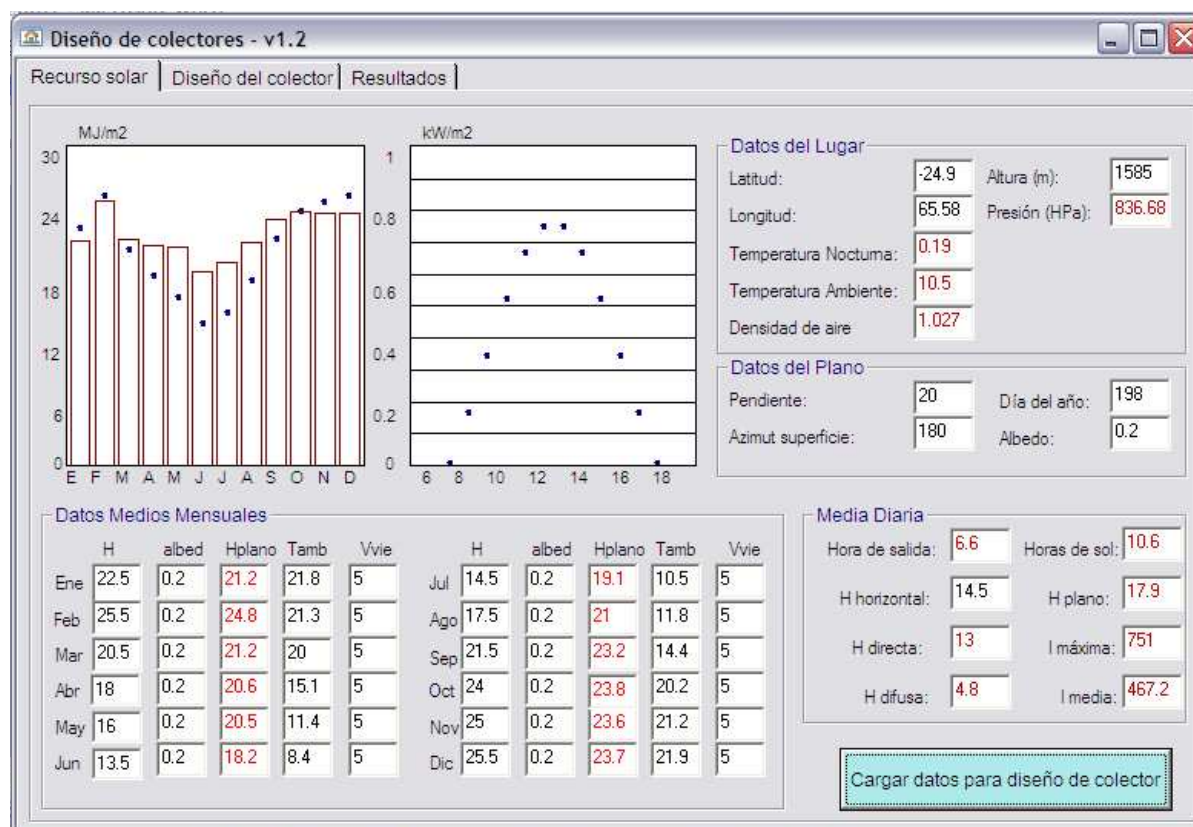 Diseño de colectores - v1.2
Recurso solar Diseño del colector Resultados
MJ/m2
30
24
18
12
6
0
E F M A M J J A S O N D
kW/m2
1
0.8
0.6
0.4
0.2
0
6 8 10 12 14 16 18
Datos del Lugar
Latitud: -24.9 Altura (m): 1585
Longitud: 65.58 Presión (HPa): 836.68
Temperatura Nocturna: 0.19
Temperatura Ambiente: 10.5
Densidad de aire 1.027
Datos del Plano
Pendiente: 20 Día del año: 198
Azimut superficie: 180 Albedo: 0.2
Datos Medios Mensuales
H albed Hplano Tamb Vvie H albed Hplano Tamb Vvie
Ene 22.5 0.2 21.2 21.8 5 Jul 14.5 0.2 19.1 10.5 5
Feb 25.5 0.2 24.8 21.3 5 Ago 17.5 0.2 21 11.8 5
Mar 20.5 0.2 21.2 20 5 Sep 21.5 0.2 23.2 14.4 5
Abr 18 0.2 20.6 15.1 5 Oct 24 0.2 23.8 20.2 5
May 16 0.2 20.5 11.4 5 Nov 25 0.2 23.6 21.2 5
Jun 13.5 0.2 18.2 8.4 5 Dic 25.5 0.2 23.7 21.9 5
Media Diaria
Hora de salida: 6.6 Horas de sol: 10.6
H horizontal: 14.5 H plano: 17.9
H directa: 13 I máxima: 751
H difusa: 4.8 I media: 467.2
Cargar datos para diseño de colector